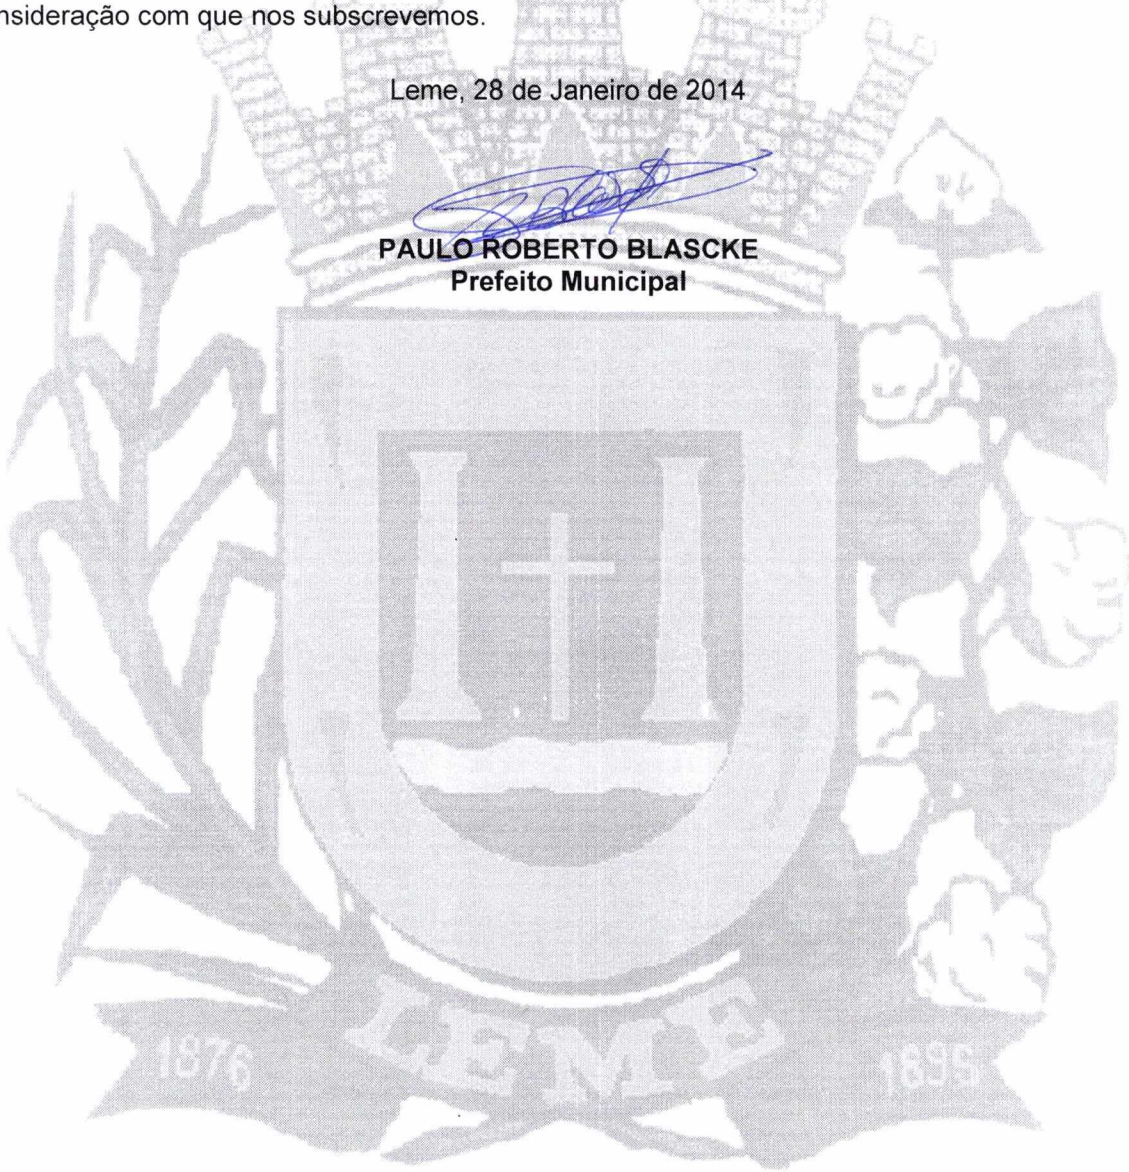 nsideração com que nos subscrevemos.
Leme, 28 de Janeiro de 2014
PAULO ROBERTO BLASCKE
Prefeito Municipal
LEME
1876
1895